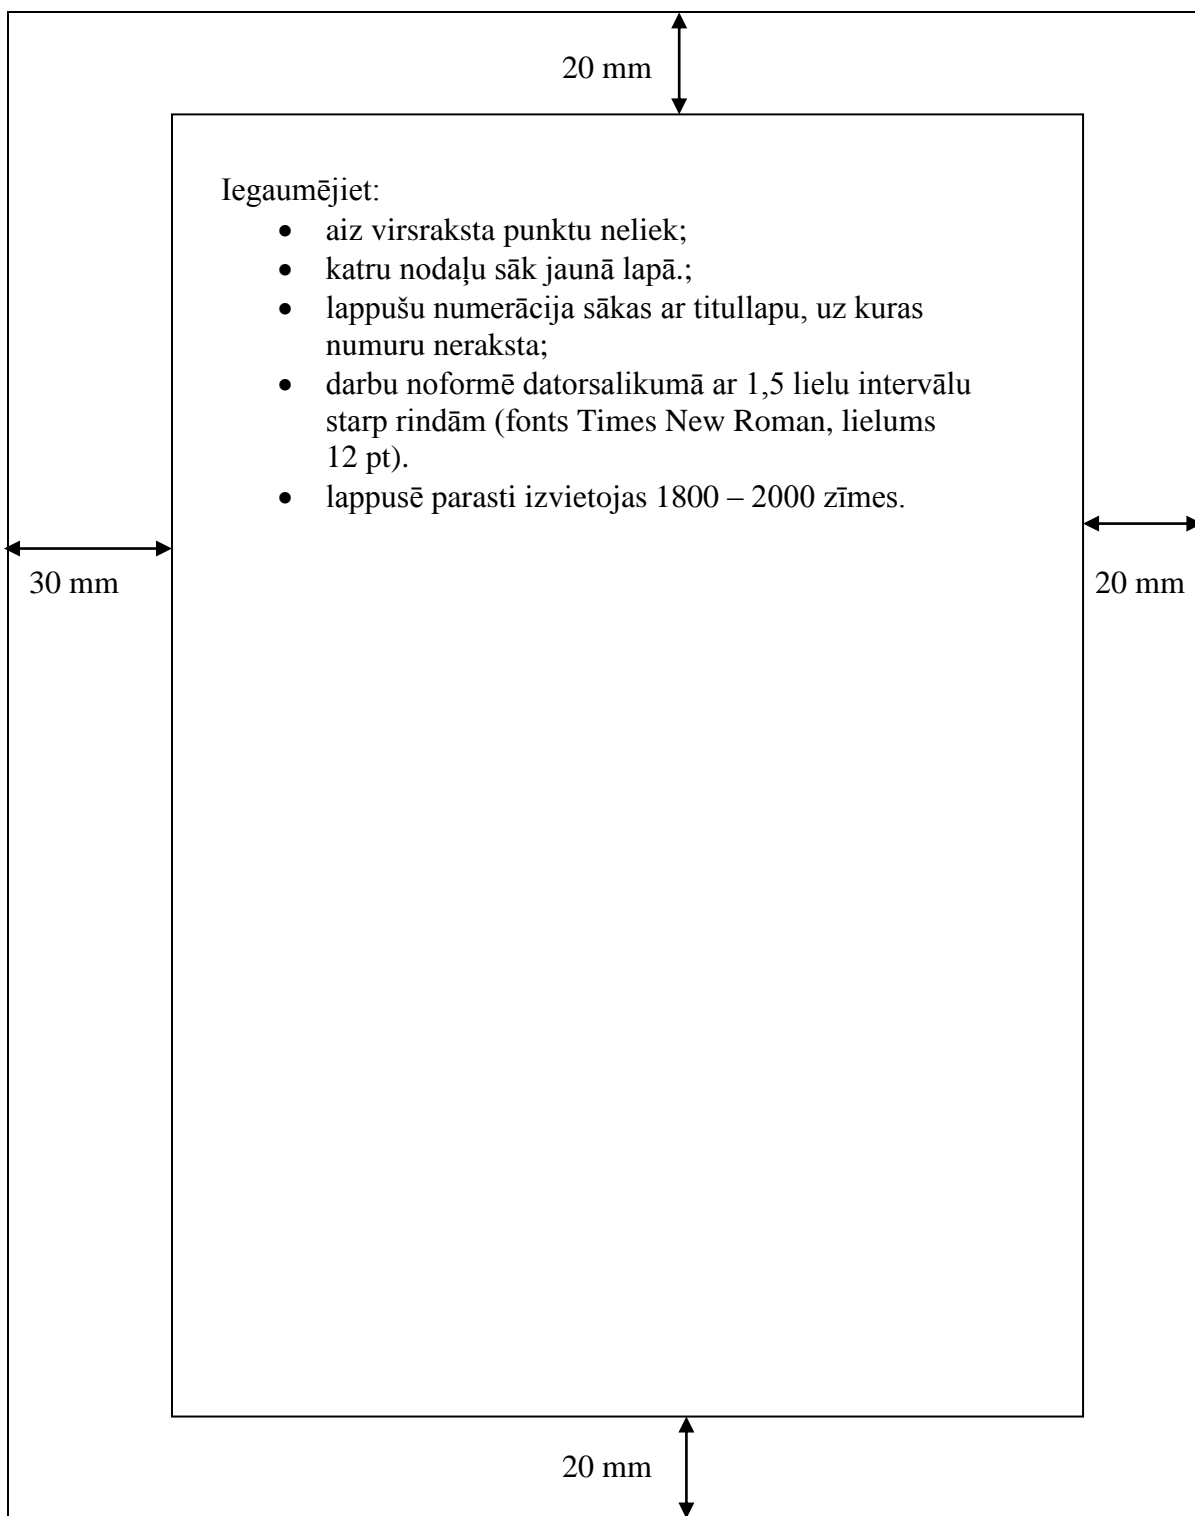 20 mm
Iegaumējiet:
• aiz virsraksta punktu neliek;
• katru nodaļu sāk jaunā lapā.;
• lappušu numerācija sākas ar titullapu, uz kuras
numuru neraksta;
• darbu noformē datorsalikumā ar 1,5 lielu intervālu
starp rindām (fonts Times New Roman, lielums
12 pt).
• lappusē parasti izvietojas 1800 – 2000 zīmes.
30 mm
20 mm
20 mm